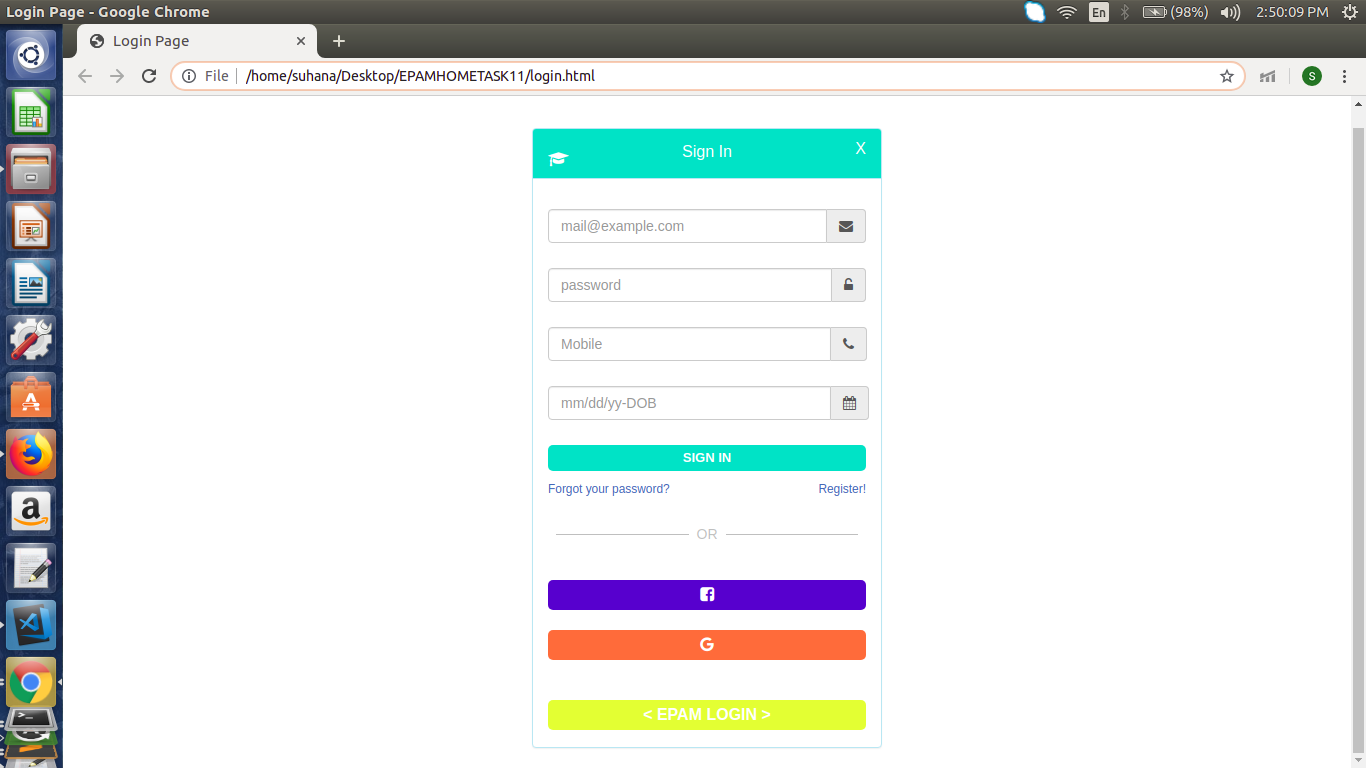 Login Page - Google Chrome
En
(98%)
2:50:09 PM
Login Page
File
/home/suhana/Desktop/EPAMHOMETASK11/login.html
S
Sign In
X
mail@example.com
password
Mobile
mm/dd/yy-DOB
SIGN IN
Forgot your password? Register!
OR
G
< EPAM LOGIN >